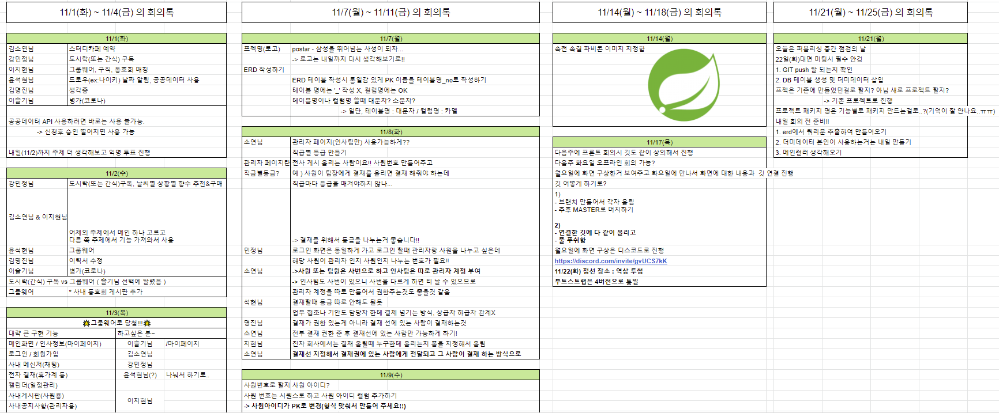 11/1(화) ~ 11/4(금) 의 회의록
11/1(화)
김소연님 스터디카페 예약
강민정님 도시락(또는 간식) 구독
이지현님 그룹웨어, 구직, 동호회 매칭
윤석현님 드로우(ex:나이키) 날짜 알림, 공공데이터 사용
김명진님 생각중
이슬기님 병가(코로나)
공공데이터 API 사용하려면 바로는 사용 불가능.
-> 신청후 승인 떨어지면 사용 가능
내일(11/2)까지 주제 더 생각해보고 익명 투표 진행
11/2(수)
강민정님 도시락(또는 간식)구독, 날씨별 상황별 향수 추천&구매
김소연님 & 이지현님
어제의 주제에서 메인 하나 고르고
다른 쪽 주제에서 기능 가져와서 사용
윤석현님 그룹웨어
김명진님 이력서 수정
이슬기님 병가(코로나)
도시락(간식) 구독 vs 그룹웨어 ( 슬기님 선택에 달렸음 )
그룹웨어 * 사내 동호회 게시판 추가
11/3(목)
그룹웨어로 당첨!!!
대략 큰 구현 기능 하고싶은 분~
메인화면 / 인사정보(마이페이지) 이슬기님 /마이페이지
로그인 / 회원가입 김소연님
사내 메신저(채팅) 강민정님
전자 결재(휴가계 등) 윤석현님(?) 나눠서 하기로..
캘린더(일정관리)
사내게시판(사원용) 이지현님
사내공지사항(관리자용)
11/7(월) ~ 11/11(금) 의 회의록
11/7(월)
프젝명(로고) postar - 삼성을 뛰어넘는 사성이 되자...
-> 로고는 내일까지 다시 생각해보기로!!
ERD 작성하기
ERD 테이블 작성시 통일감 있게 PK 이름을 테이블명_no로 작성하기
테이블 명에는 '_' 작성 X, 컬럼명에는 OK
테이블명이나 컬럼명 쓸때 대문자? 소문자?
-> 일단, 테이블명 : 대문자 / 컬럼명 : 카멜
11/8(화)
소연님 관리자 페이지(인사팀만) 사용가능하게??
직급별 등급 만들기
관리자 페이지란 전사 게시 올리는 사람이요!! 사원번호 만들어주고
직급별등급? 예 ) 사원이 팀장에게 결재를 올리면 결재 해줘야 하는데
직급마다 등급을 매겨야하지 않나...
-> 결재를 위해서 등급을 나누는거 좋습니다!!
민정님 로그인 화면은 동일하게 가고 로그인 할때 관리자랑 사원을 나누고 싶은데
해당 사원이 관리자 인지 사원인지 나누는 번호가 필요!!
소연님 ->사원 또는 팀원은 사번으로 하고 인사팀은 따로 관리자 계정 부여
-> 인사팀도 사번이 있으니 사번을 다르게 하면 티 날 수 있으므로
관리자 계정을 따로 만들어서 권한주는것도 좋을것 같음
석현님 결재할때 등급 따로 안해도 될듯
업무 협조나 기안도 담당자 한테 결제 넘기는 방식, 상급자 하급자 관계X
명진님 결재가 권한 있는게 아니라 결재 선에 있는 사람이 결재하는것
소연님 전부 결재 권한 준 후 결재선에 있는 사람만 가능하게 하기!
지현님 진자 회사에서는 결재 올릴때 누구한테 올리는지 폼을 지정해서 올림
소연님 결재선 지정해서 결재권에 있는 사람에게 전달되고 그 사람이 결재 하는 방식으로
11/9(수)
사원번호로 할지 사원 아이디?
사원 번호는 시퀀스로 하고 사원 아이디 컬럼 추가하기
-> 사원아이디가 PK로 변경(형식 맞춰서 만들어 주세요!!)
11/14(월) ~ 11/18(금) 의 회의록
11/14(월)
속전 속결 파비콘 이미지 지정함
11/17(목)
다음주에 프론트 회의시 깃도 같이 상의해서 진행
다음주 화요일 오프라인 회의 가능?
월요일에 화면 구상한거 보여주고 화요일에 만나서 화면에 대한 내용과 깃 연결 진행
깃 어떻게 하기로?
1)
- 브랜치 만들어서 각자 올림
- 추후 MASTER로 머지하기
2)
- 연결한 깃에 다 같이 올리고
- 풀 푸쉬함
월요일에 화면 구상은 디스코드로 진행
https://discord.com/invite/gvUCS7kK
11/22(화) 접선 장소 : 역삼 투썸
부트스트랩은 4버전으로 통일
11/21(월) ~ 11/25(금) 의 회의록
11/21(월)
오늘은 퍼블리싱 중간 점검의 날
22일(화)대면 미팅시 필수 안경
1. GIT push 잘 되는지 확인
2. DB 테이블 생성 및 더미데이터 삽입
프젝은 기존에 만들었던걸로 할지? 아님 새로 프로젝트 할지?
-> 기존 프로젝트로 진행
프로젝트 패키지 명은 기능별로 패키지 만드는걸로..?(기억이 잘 안나요..ㅠㅠ)
내일 회의 전 준비!!
1. erd에서 쿼리문 추출하여 만들어오기
2. 더미데이터 본인이 사용하는거는 내일 만들기
3. 메인컬러 생각해오기